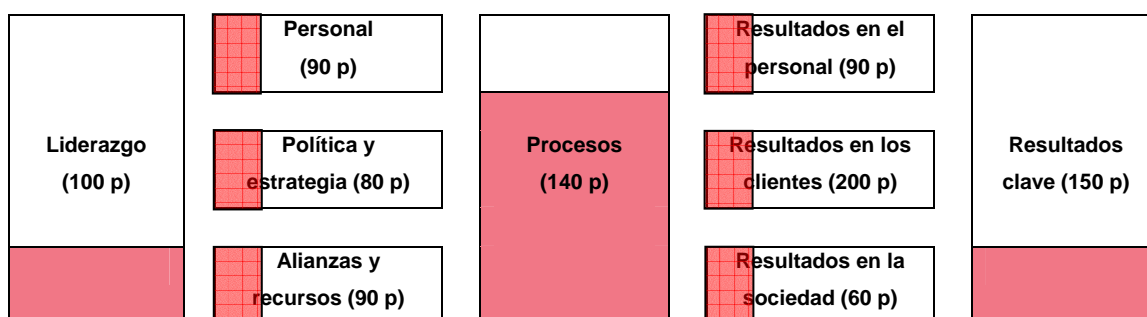 Liderazgo
(100 p)
Personal
(90 p)
Política y
estrategia (80 p)
Alianzas y
recursos (90 p)
Procesos
(140 p)
Resultados en el
personal (90 p)
Resultados en los
clientes (200 p)
Resultados en la
sociedad (60 p)
Resultados
clave (150 p)